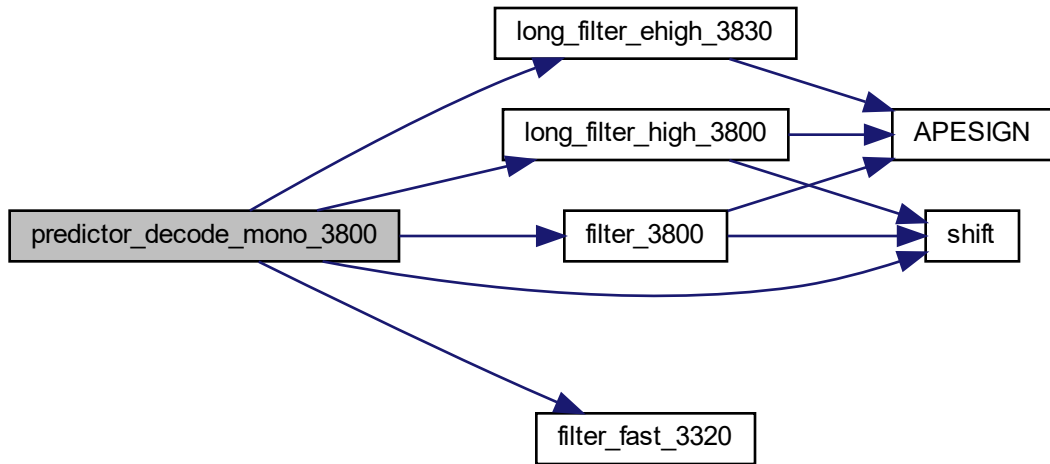 long_filter_ehigh_3830
long_filter_high_3800
APESIGN
predictor_decode_mono_3800
filter_3800
shift
filter_fast_3320